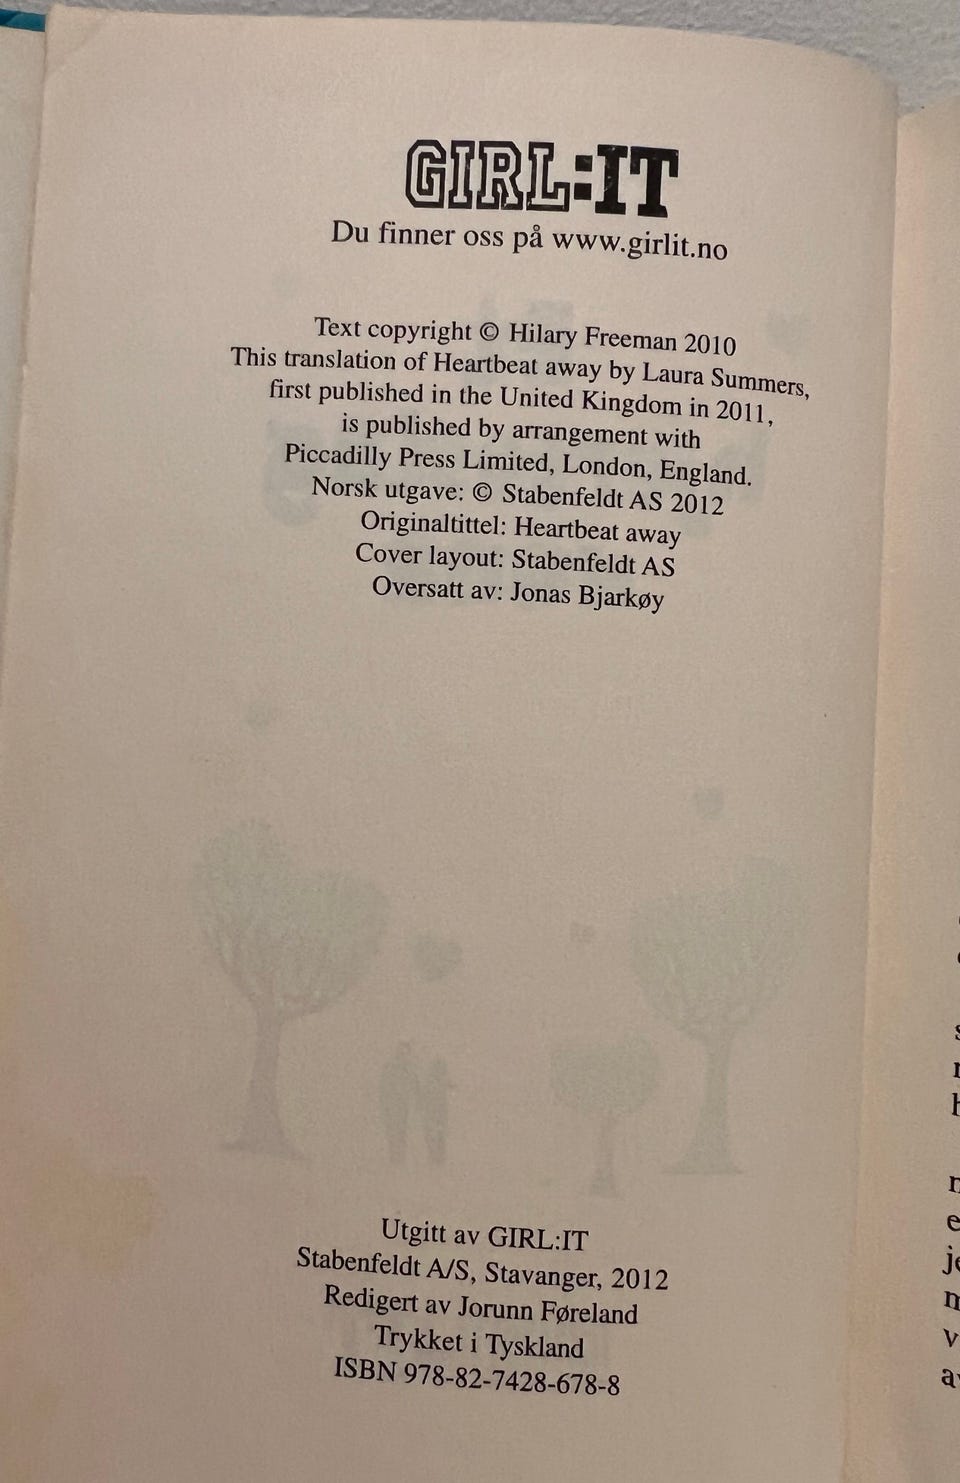 GIRL:IT
Du finner oss på www.girlit.no
Text copyright © Hilary Freeman 2010
This translation of Heartbeat away by Laura Summers,
first published in the United Kingdom in 2011,
is published by arrangement with
Piccadilly Press Limited, London, England.
Norsk utgave: © Stabenfeldt AS 2012
Originaltittel: Heartbeat away
Cover layout: Stabenfeldt AS
Oversatt av: Jonas Bjarkøy
Utgitt av GIRL:IT
Stabenfeldt A/S, Stavanger, 2012
Redigert av Jorunn Føreland
Trykket i Tyskland
ISBN 978-82-7428-678-8